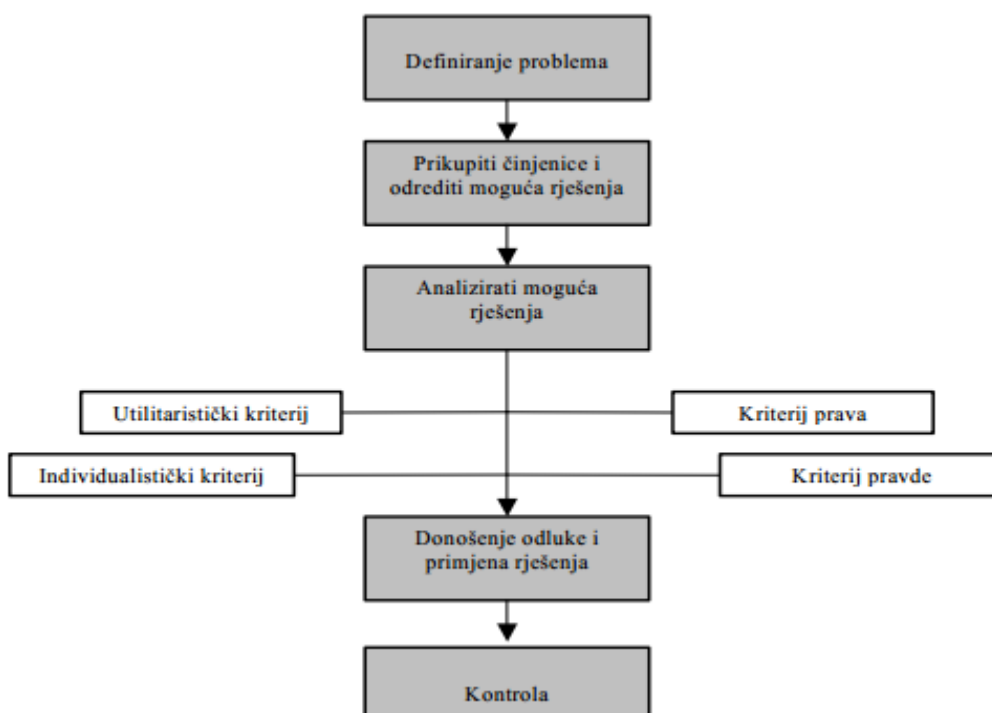 Definiranje problema
Prikupiti činjenice i
odrediti moguća rješenja
Analizirati moguća
rješenja
Utilitaristički kriterij
Kriterij prava
Individualistički kriterij
Kriterij pravde
Donošenje odluke i
primjena rješenja
Kontrola